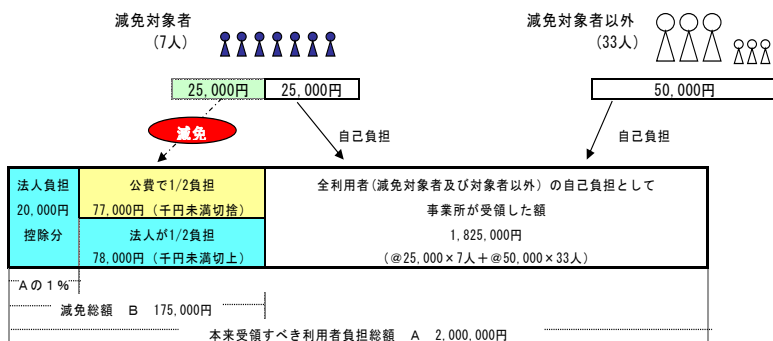 減免対象者
(7人)
減免対象者以外
(33人)
25,000円
25,000円
50,000円
減免
自己負担
自己負担
法人負担
20,000円
控除分
公費で1/2負担
77,000円（千円未満切捨）
法人が1/2負担
78,000円（千円未満切上）
全利用者(減免対象者及び対象者以外）の自己負担として
事業所が受領した額
1,825,000円
(@25,000×7人＋@50,000×33人）
Aの１%
減免総額　B　175,000円
本来受領すべき利用者負担総額　A　2,000,000円